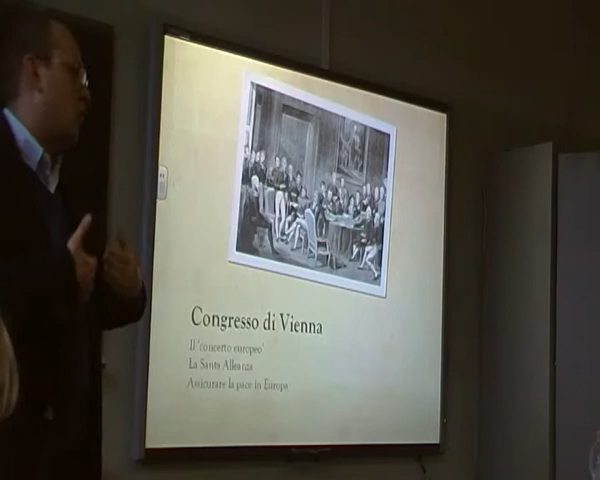 Congresso di Vienna
Il 'concerto europeo'
La Santa Alleanza
Assicurare la pace in Europa